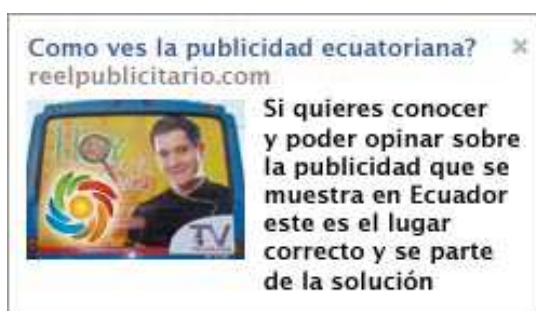 Como ves la publicidad ecuatoriana?
reelpublicitario.com
Si quieres conocer
y poder opinar sobre
la publicidad que se
muestra en Ecuador
este es el lugar
correcto y se parte
de la solución
Hoy
TV